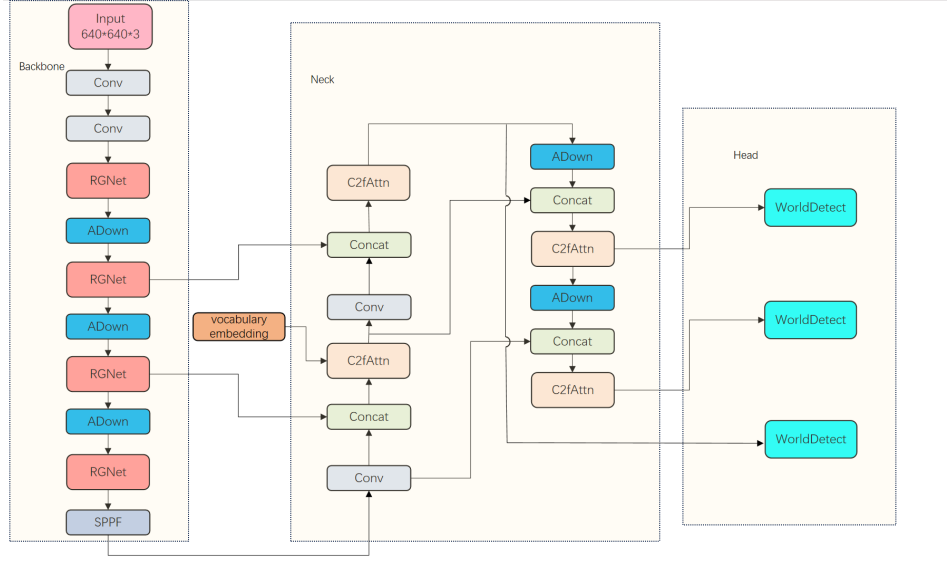 Input
640*640*3
Backbone
Conv
Conv
RGNet
ADown
RGNet
ADown
RGNet
ADown
RGNet
SPPF
vocabulary
embedding
Neck
C2fAttn
Concat
Conv
C2fAttn
Concat
Conv
ADown
Concat
C2fAttn
ADown
Concat
C2fAttn
Head
WorldDetect
WorldDetect
WorldDetect